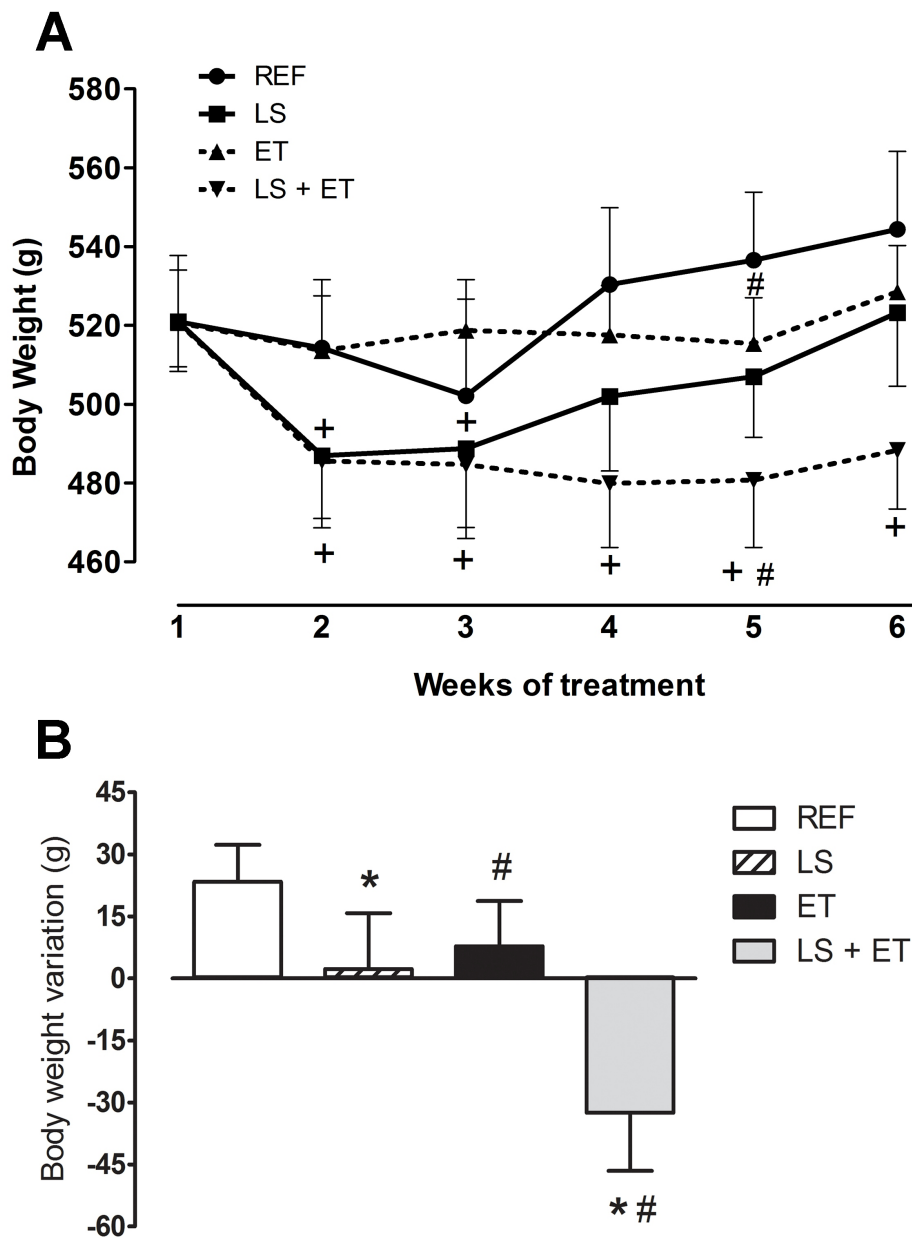 A
REF
LS
ET
LS + ET
580
560
540
520
500
480
460
Body Weight (g)
#
+ +
+ + + + # +
1 2 3 4 5 6
Weeks of treatment
B
45
30
15
0
-15
-30
-45
-60
Body weight variation (g)
* #
* #
REF
LS
ET
LS + ET